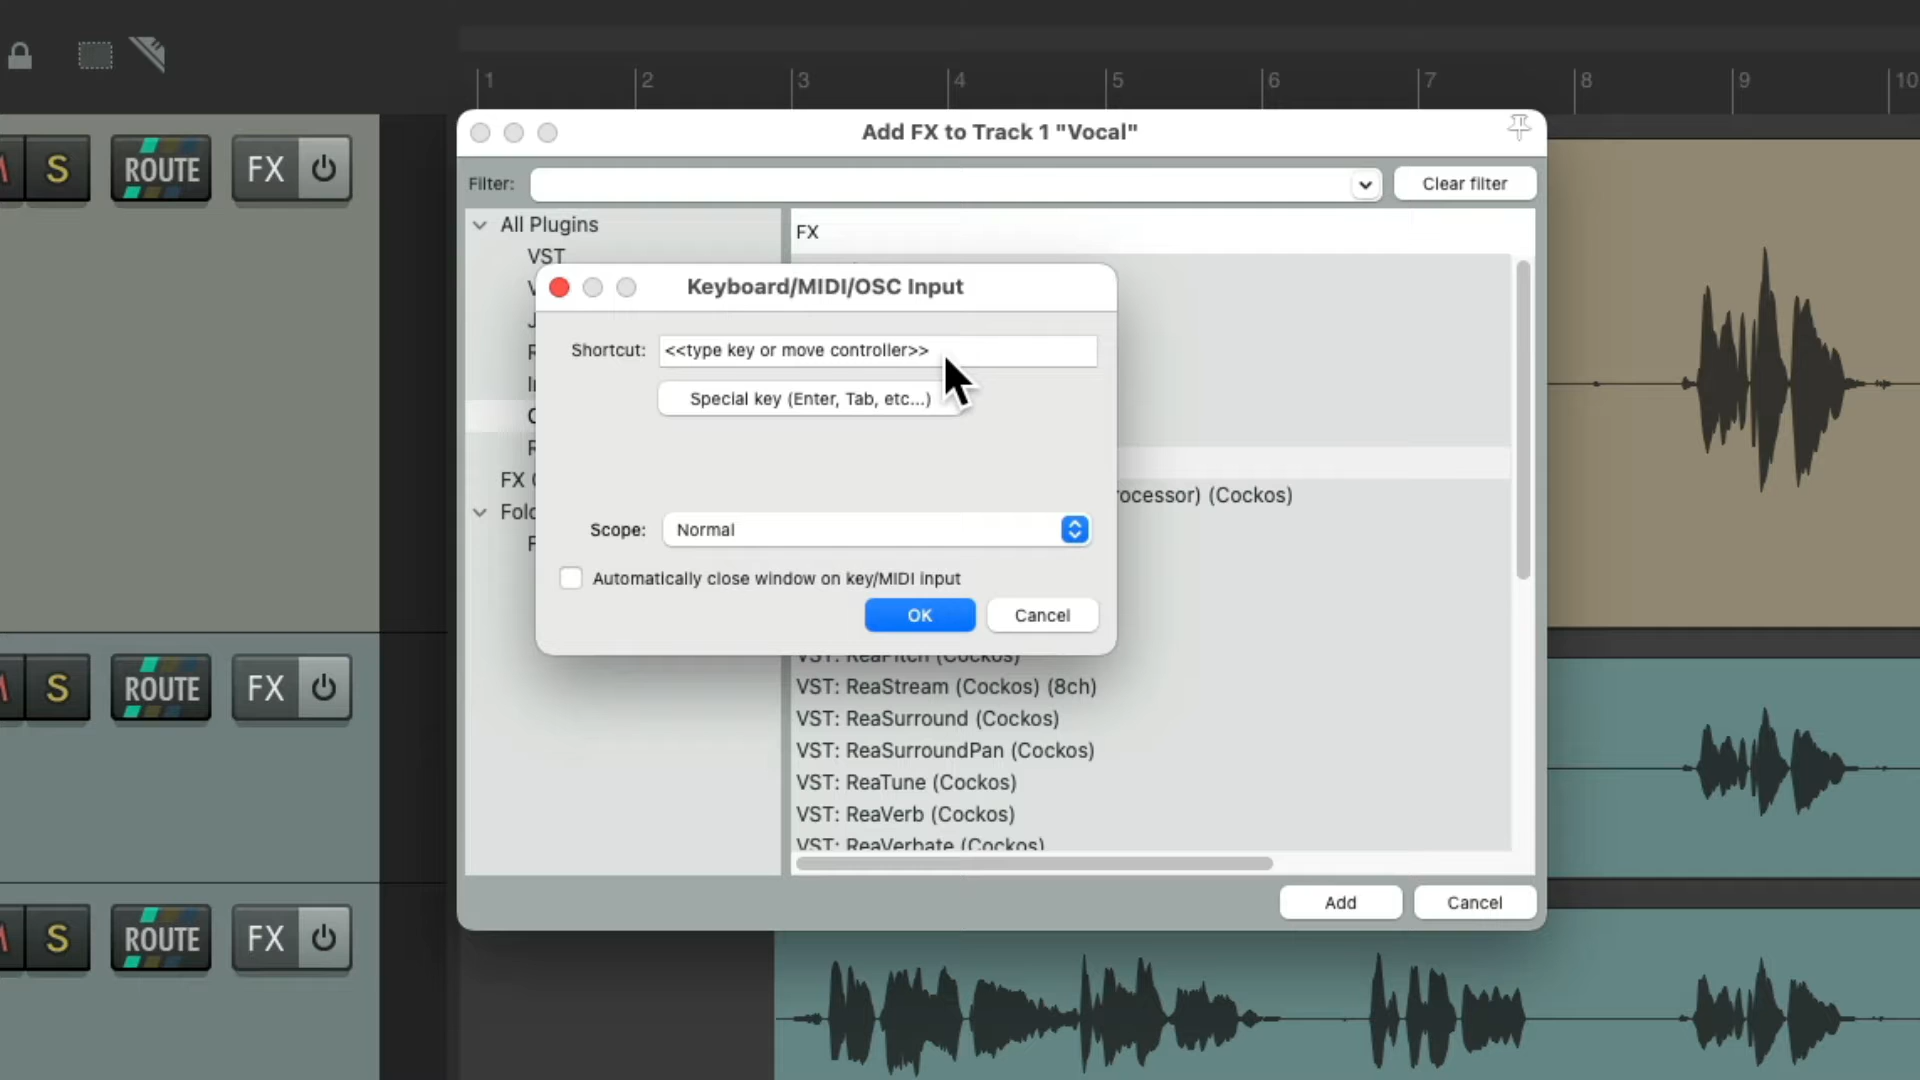 1 2 3 4 5 6 7 8 9 10
Add FX to Track 1 "Vocal"
S ROUTE FX
Filter:
Clear filter
All Plugins
FX
VST
Keyboard/MIDI/OSC Input
Shortcut: <<type key or move controller>>
Special key (Enter, Tab, etc...)
FX
ocessor) (Cockos)
Scope: Normal
Automatically close window on key/MIDI input
OK Cancel
VST: ReaPitch (Cockos)
S ROUTE FX
VST: ReaStream (Cockos) (8ch)
VST: ReaSurround (Cockos)
VST: ReaSurroundPan (Cockos)
VST: ReaTune (Cockos)
VST: ReaVerb (Cockos)
VST: ReaVerbate (Cockos)
Add Cancel
S ROUTE FX